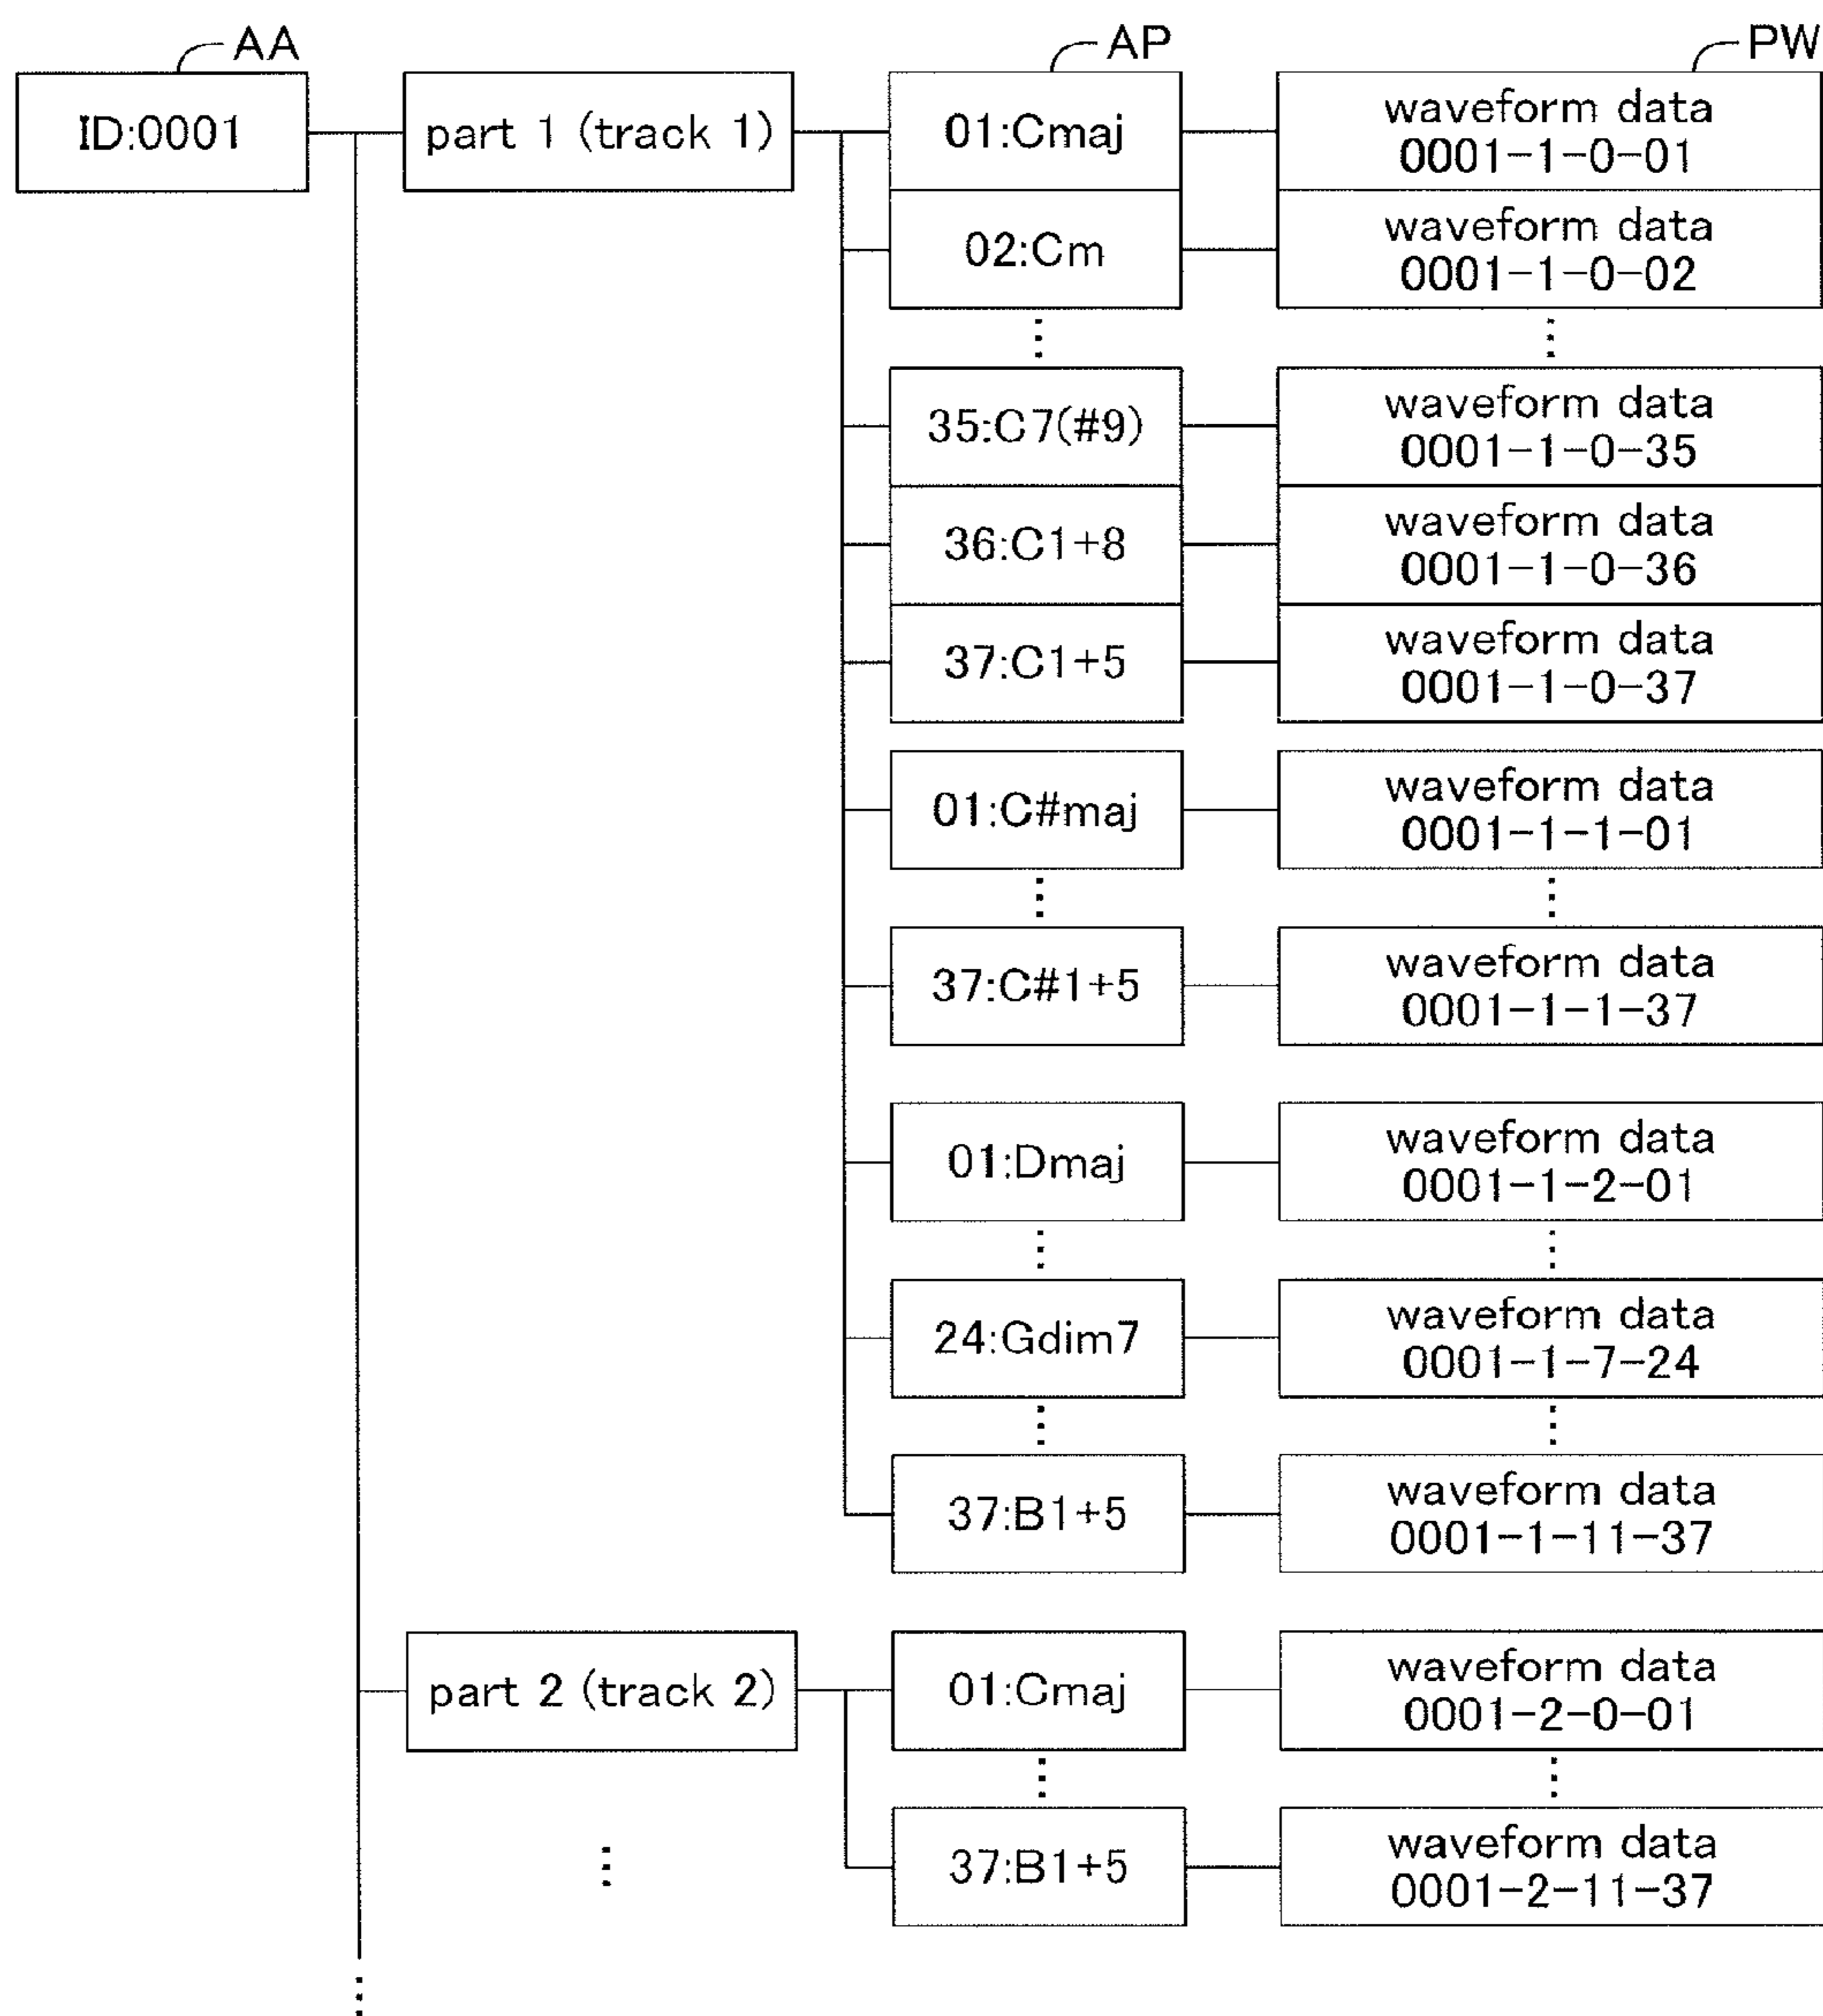 AA
AP
PW
ID:0001
part 1 (track 1)
01:Cmaj
waveform data
0001-1-0-01
02:Cm
waveform data
0001-1-0-02
35:C7(#9)
waveform data
0001-1-0-35
36:C1+8
waveform data
0001-1-0-36
37:C1+5
waveform data
0001-1-0-37
01:C#maj
waveform data
0001-1-1-01
37:C#1+5
waveform data
0001-1-1-37
01:Dmaj
waveform data
0001-1-2-01
24:Gdim7
waveform data
0001-1-7-24
37:B1+5
waveform data
0001-1-11-37
part 2 (track 2)
01:Cmaj
waveform data
0001-2-0-01
37:B1+5
waveform data
0001-2-11-37